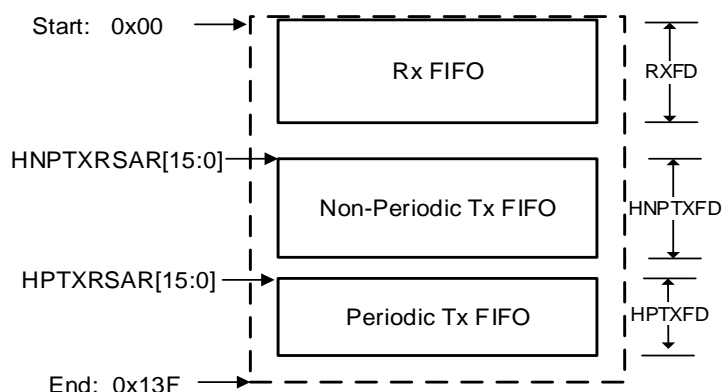 Start: 0x00
Rx FIFO
RXFD
HNPTXRSAR[15:0]
Non-Periodic Tx FIFO
HNPTXFD
HPTXRSAR[15:0]
Periodic Tx FIFO
HPTXFD
End: 0x13F